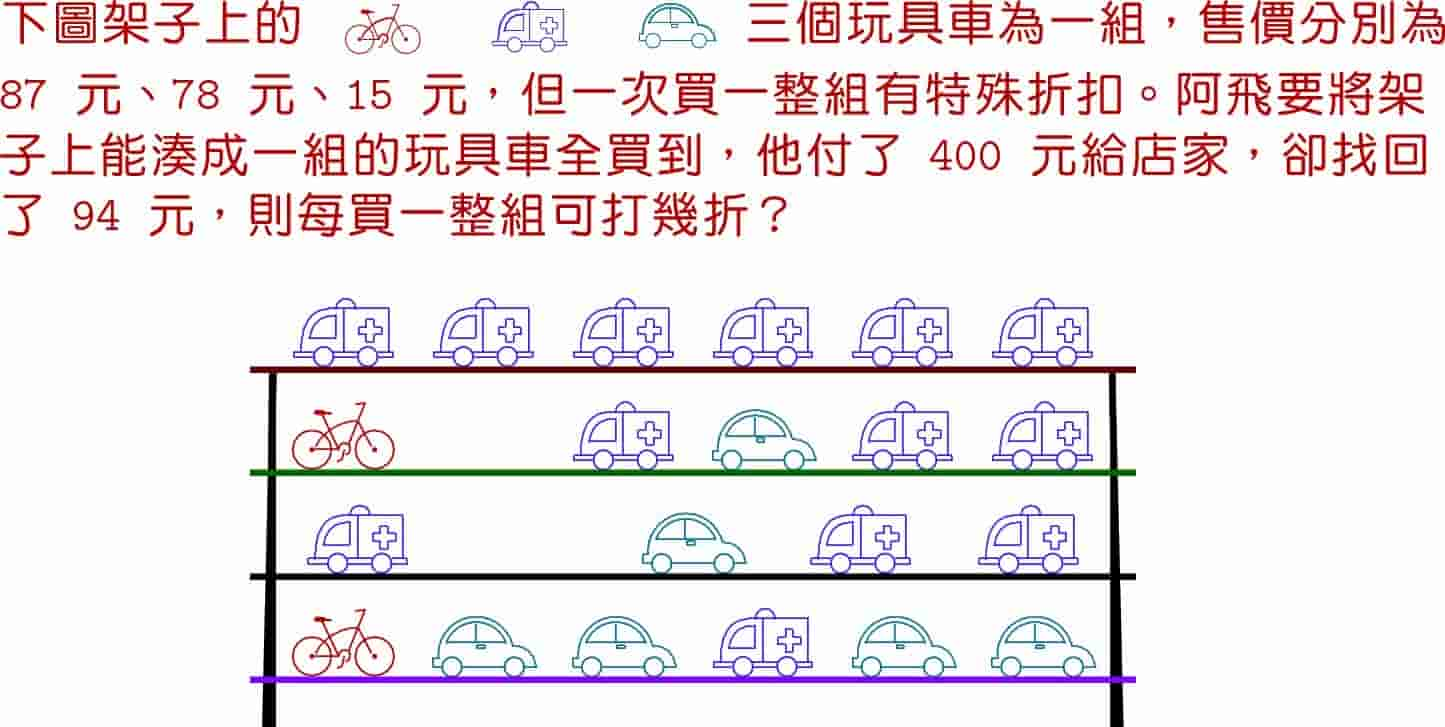 下圖架子上的 三個玩具車為一組，售價分別為
87 元、78 元、15 元，但一次買一整組有特殊折扣。阿飛要將架
子上能湊成一組的玩具車全買到，他付了 400 元給店家，卻找回
了 94 元，則每買一整組可打幾折？